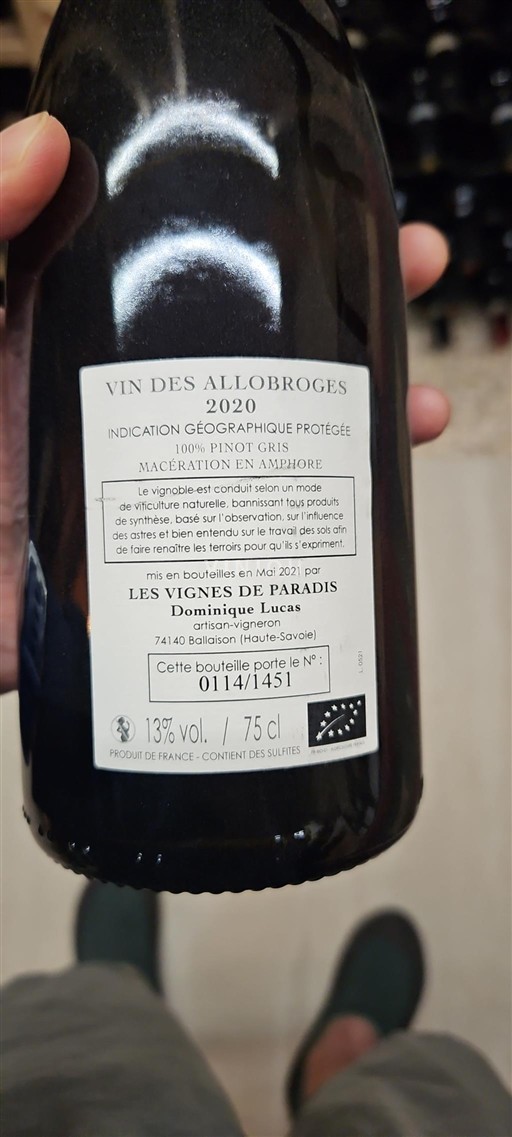 VIN DES ALLOBROGES
2020
INDICATION GÉOGRAPHIQUE PROTÉGÉE
100% PINOT GRIS
MACÉRATION EN AMPHORE
Le vignoble est conduit selon un mode
de viticulture naturelle, bannissant tous produits
de synthèse, basé sur l'observation, sur l'influence
des astres et bien entendu sur le travail des sols afin
de faire renaître les terroirs pour qu'ils s'expriment.
mis en bouteilles en Mai 2021 par
LES VIGNES DE PARADIS
Dominique Lucas
artisan-vigneron
74140 Ballaison (Haute-Savoie)
Cette bouteille porte le N° :
0114/1451
L. 0521
13% vol. / 75 cl
PRODUIT DE FRANCE - CONTIENT DES SULFITES